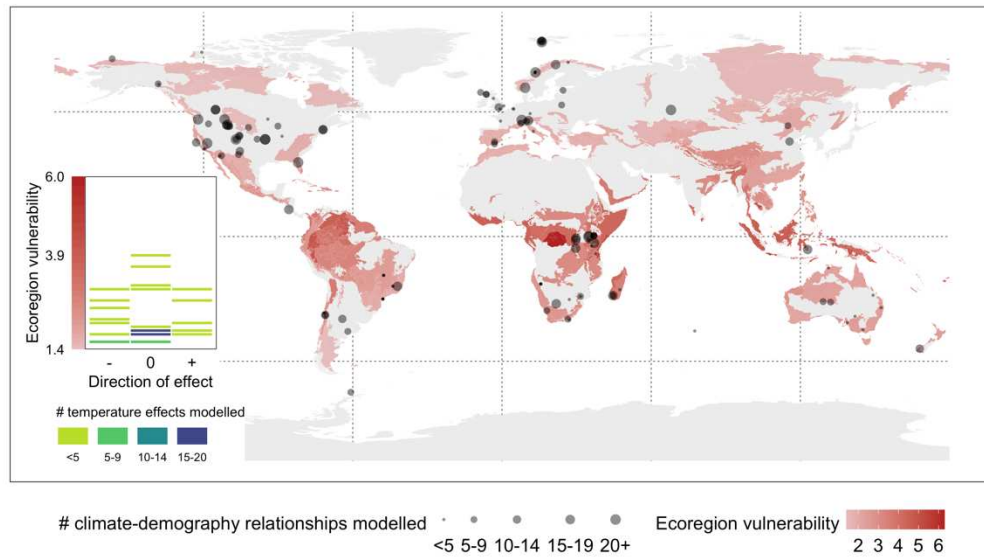 6.0
3.9
1.4
Ecoregion vulnerability
- 0 +
Direction of effect
# temperature effects modelled
<5 5-9 10-14 15-20
# climate-demography relationships modelled
<5 5-9 10-14 15-19 20+
Ecoregion vulnerability
2 3 4 5 6